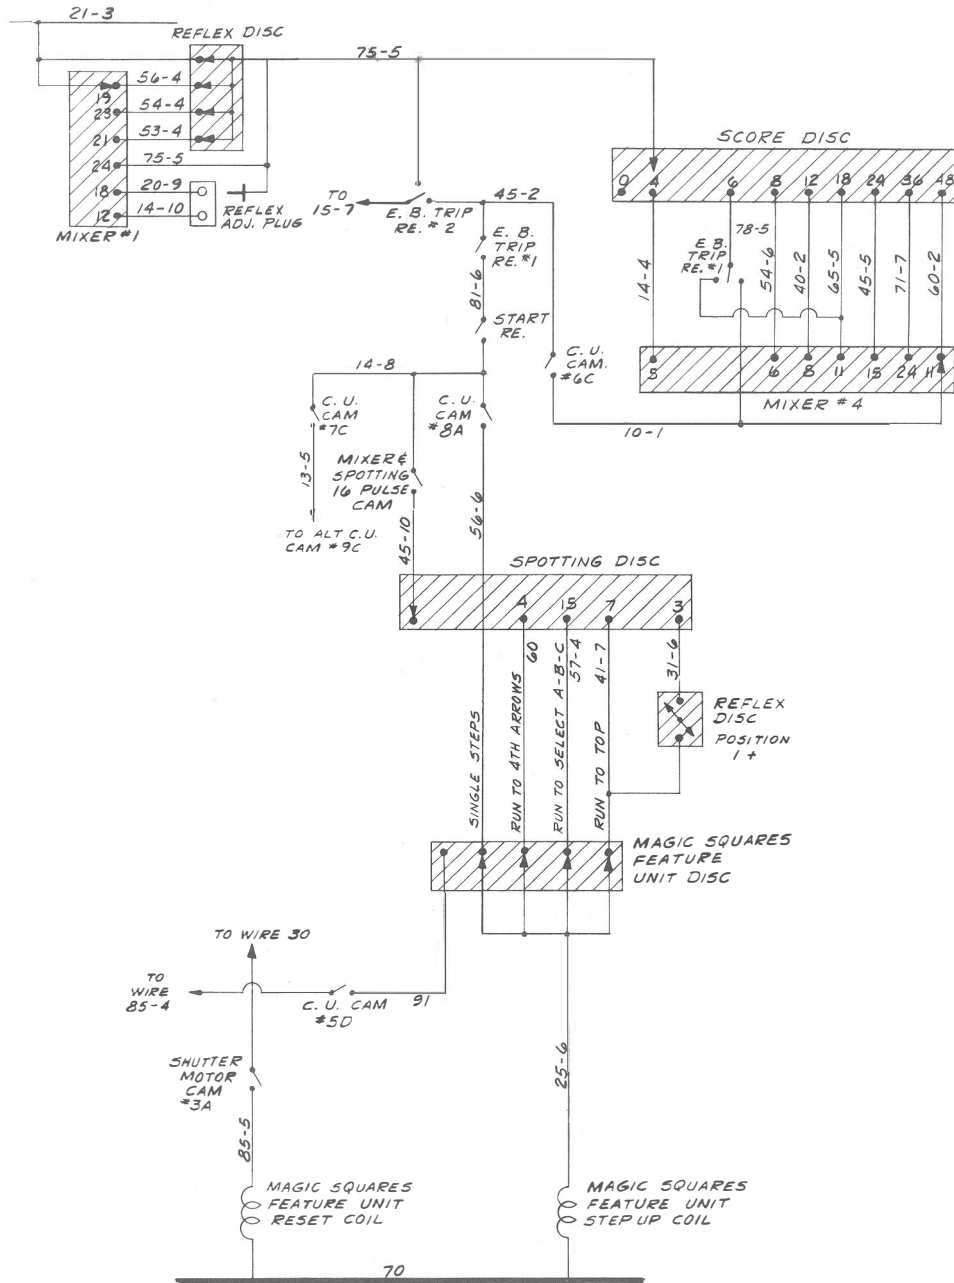 21-3
REFLEX DISC
75-5
56-4
19
54-4
23
53-4
21
75-5
24
20-9
18
14-10
12
REFLEX
ADJ. PLUG
MIXER #1
TO
15-7
E. B. TRIP
RE. #2
45-2
SCORE DISC
0 4 6 8 12 18 24 36 48
E. B.
TRIP
RE. #1
81-6
START
RE.
78-5
E. B.
TRIP
RE. #1
14-4
54-6
40-2
65-5
45-5
71-7
60-2
5 6 8 11 15 24 H
MIXER #4
C. U.
CAM.
#6C
10-1
14-8
C. U.
CAM
#7C
C. U.
CAM
#8A
13-5
MIXER &
SPOTTING
16 PULSE
CAM
TO ALT C.U.
CAM #9C
45-10
56-6
SPOTTING DISC
4 15 7 3
60
57-4
41-7
31-6
SINGLE STEPS
RUN TO 4TH ARROWS
RUN TO SELECT A-B-C
RUN TO TOP
REFLEX
DISC
POSITION
1 +
MAGIC SQUARES
FEATURE
UNIT DISC
TO WIRE 30
TO
WIRE
85-4
C. U. CAM
#5D
91
SHUTTER
MOTOR
CAM
#3A
85-5
25-6
MAGIC SQUARES
FEATURE UNIT
RESET COIL
MAGIC SQUARES
FEATURE UNIT
STEP UP COIL
70